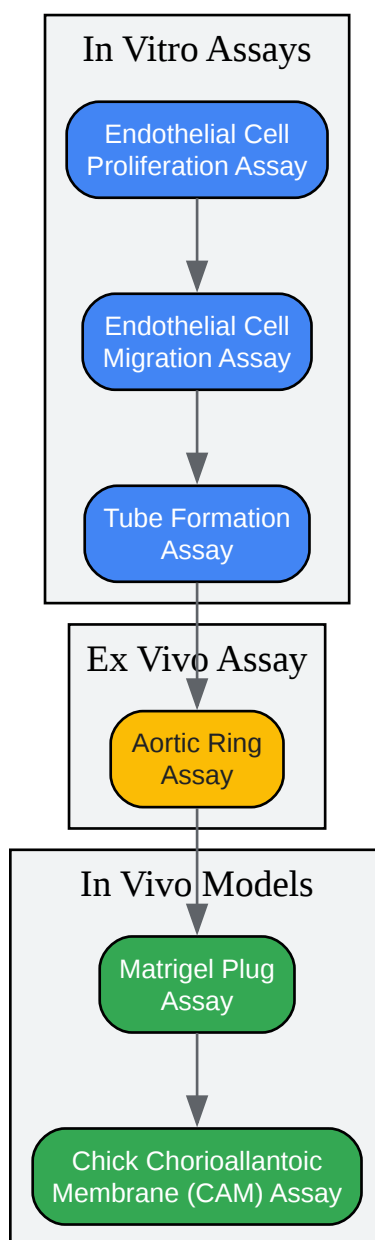 In Vitro Assays
Endothelial Cell
Proliferation Assay
Endothelial Cell
Migration Assay
Tube Formation
Assay
Ex Vivo Assay
Aortic Ring
Assay
In Vivo Models
Matrigel Plug
Assay
Chick Chorioallantoic
Membrane (CAM) Assay